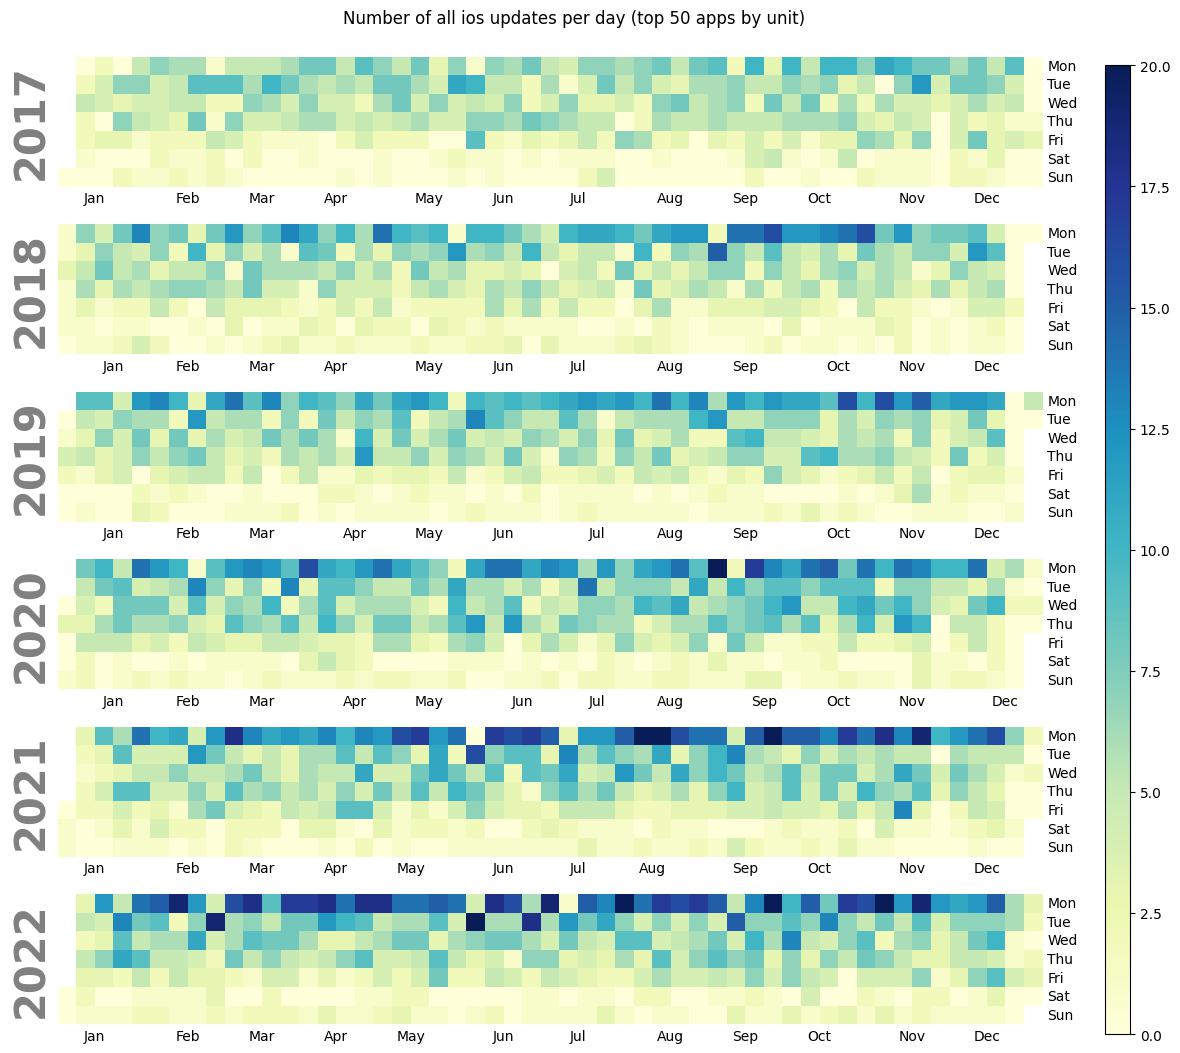 Number of all ios updates per day (top 50 apps by unit)
2017
Mon
Tue
Wed
Thu
Fri
Sat
Sun
Jan Feb Mar Apr May Jun Jul Aug Sep Oct Nov Dec
2018
Mon
Tue
Wed
Thu
Fri
Sat
Sun
Jan Feb Mar Apr May Jun Jul Aug Sep Oct Nov Dec
2019
Mon
Tue
Wed
Thu
Fri
Sat
Sun
Jan Feb Mar Apr May Jun Jul Aug Sep Oct Nov Dec
2020
Mon
Tue
Wed
Thu
Fri
Sat
Sun
Jan Feb Mar Apr May Jun Jul Aug Sep Oct Nov Dec
2021
Mon
Tue
Wed
Thu
Fri
Sat
Sun
Jan Feb Mar Apr May Jun Jul Aug Sep Oct Nov Dec
2022
Mon
Tue
Wed
Thu
Fri
Sat
Sun
Jan Feb Mar Apr May Jun Jul Aug Sep Oct Nov Dec
20.0
17.5
15.0
12.5
10.0
7.5
5.0
2.5
0.0